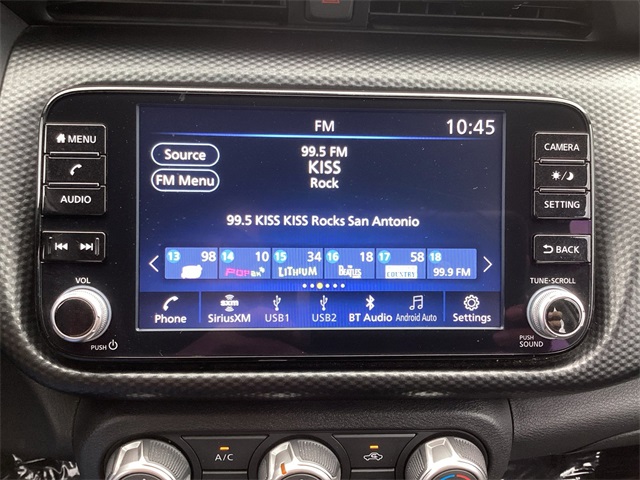 FM
10:45
MENU
AUDIO
VOL
PUSH
Source
FM Menu
99.5 FM
KISS
Rock
99.5 KISS KISS Rocks San Antonio
13 98
14 10
15 34
LITHIUM
16 18
BEATLES
17 58
COUNTRY
18
99.9 FM
Phone
SXM
SiriusXM
USB1
USB2
BT Audio
Android Auto
Settings
CAMERA
SETTING
BACK
TUNE·SCROLL
PUSH
SOUND
A/C